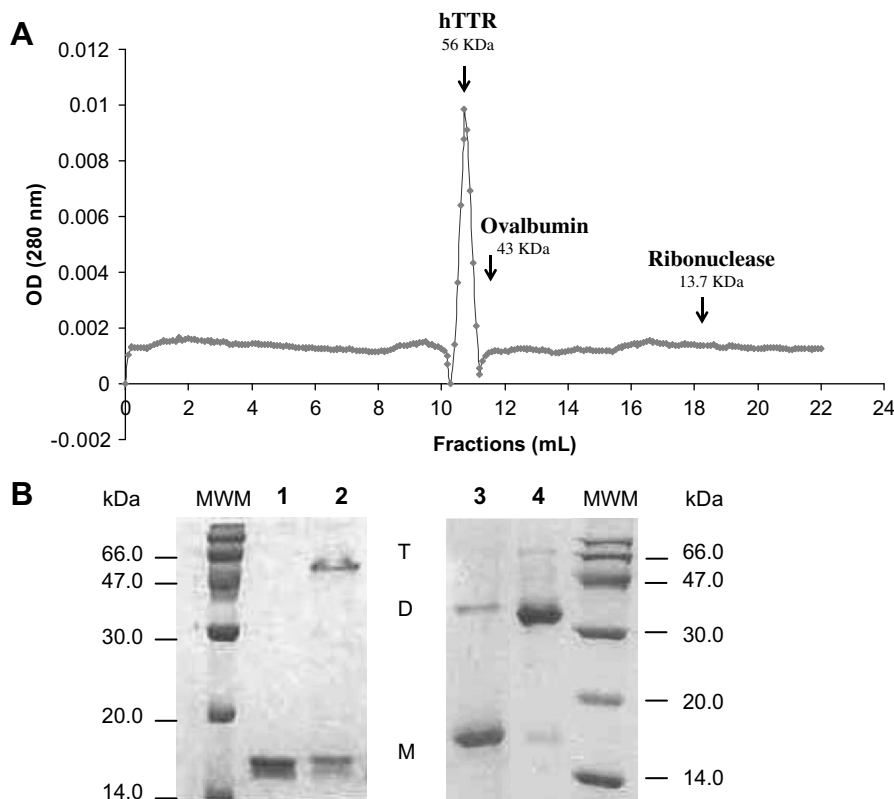 A
hTTR
56 KDa
0.012
0.01
0.008
0.006
0.004
0.002
0
-0.002
OD (280 nm)
Ovalbumin
43 KDa
Ribonuclease
13.7 KDa
0 2 4 6 8 10 12 14 16 18 20 22 24
Fractions (mL)
B
kDa MWM 1 2 3 4 MWM kDa
66.0 T 66.0
47.0 47.0
D
30.0 30.0
20.0 20.0
M
14.0 14.0